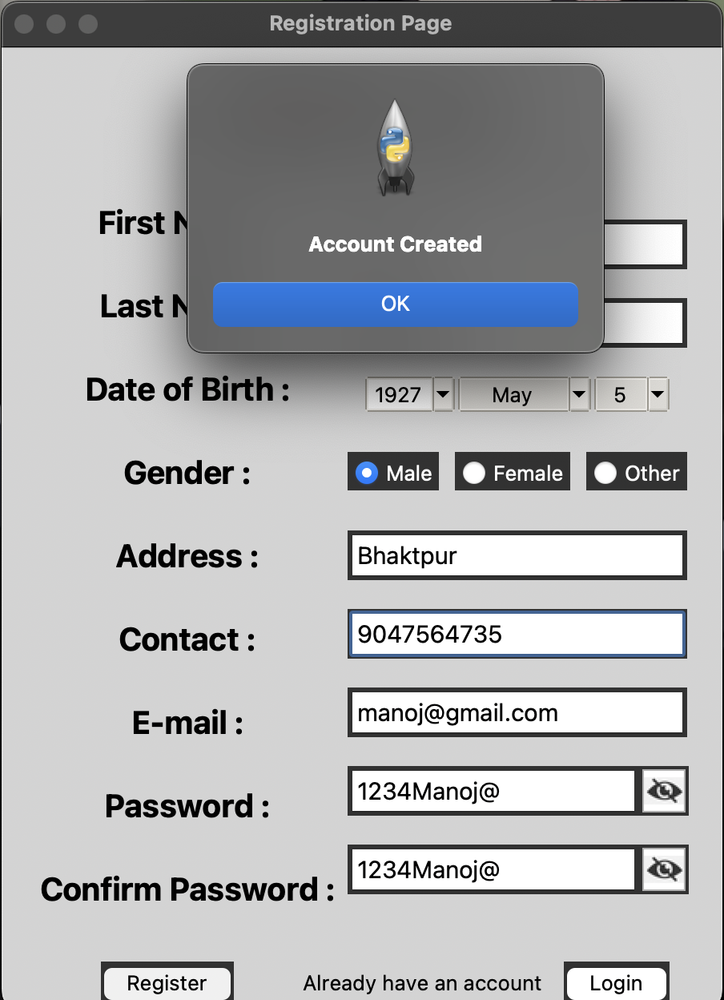 Registration Page
Account Created
OK
First N
Last N
Date of Birth : 1927 May 5
Gender : Male Female Other
Address : Bhaktpur
Contact : 9047564735
E-mail : manoj@gmail.com
Password : 1234Manoj@
Confirm Password : 1234Manoj@
Register Already have an account Login